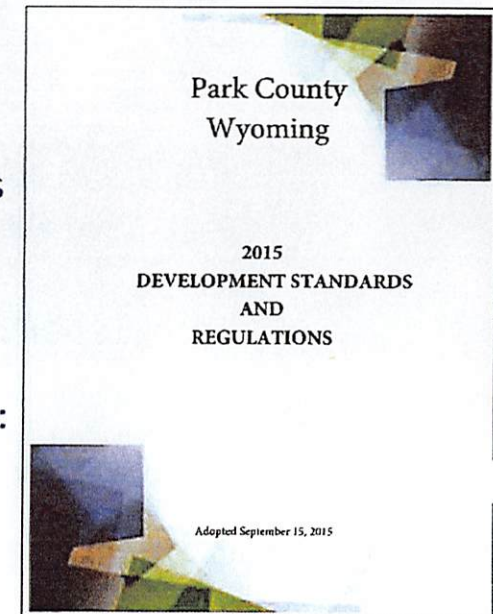 Park County
Wyoming
2015
DEVELOPMENT STANDARDS
AND
REGULATIONS
Adopted September 15, 2015